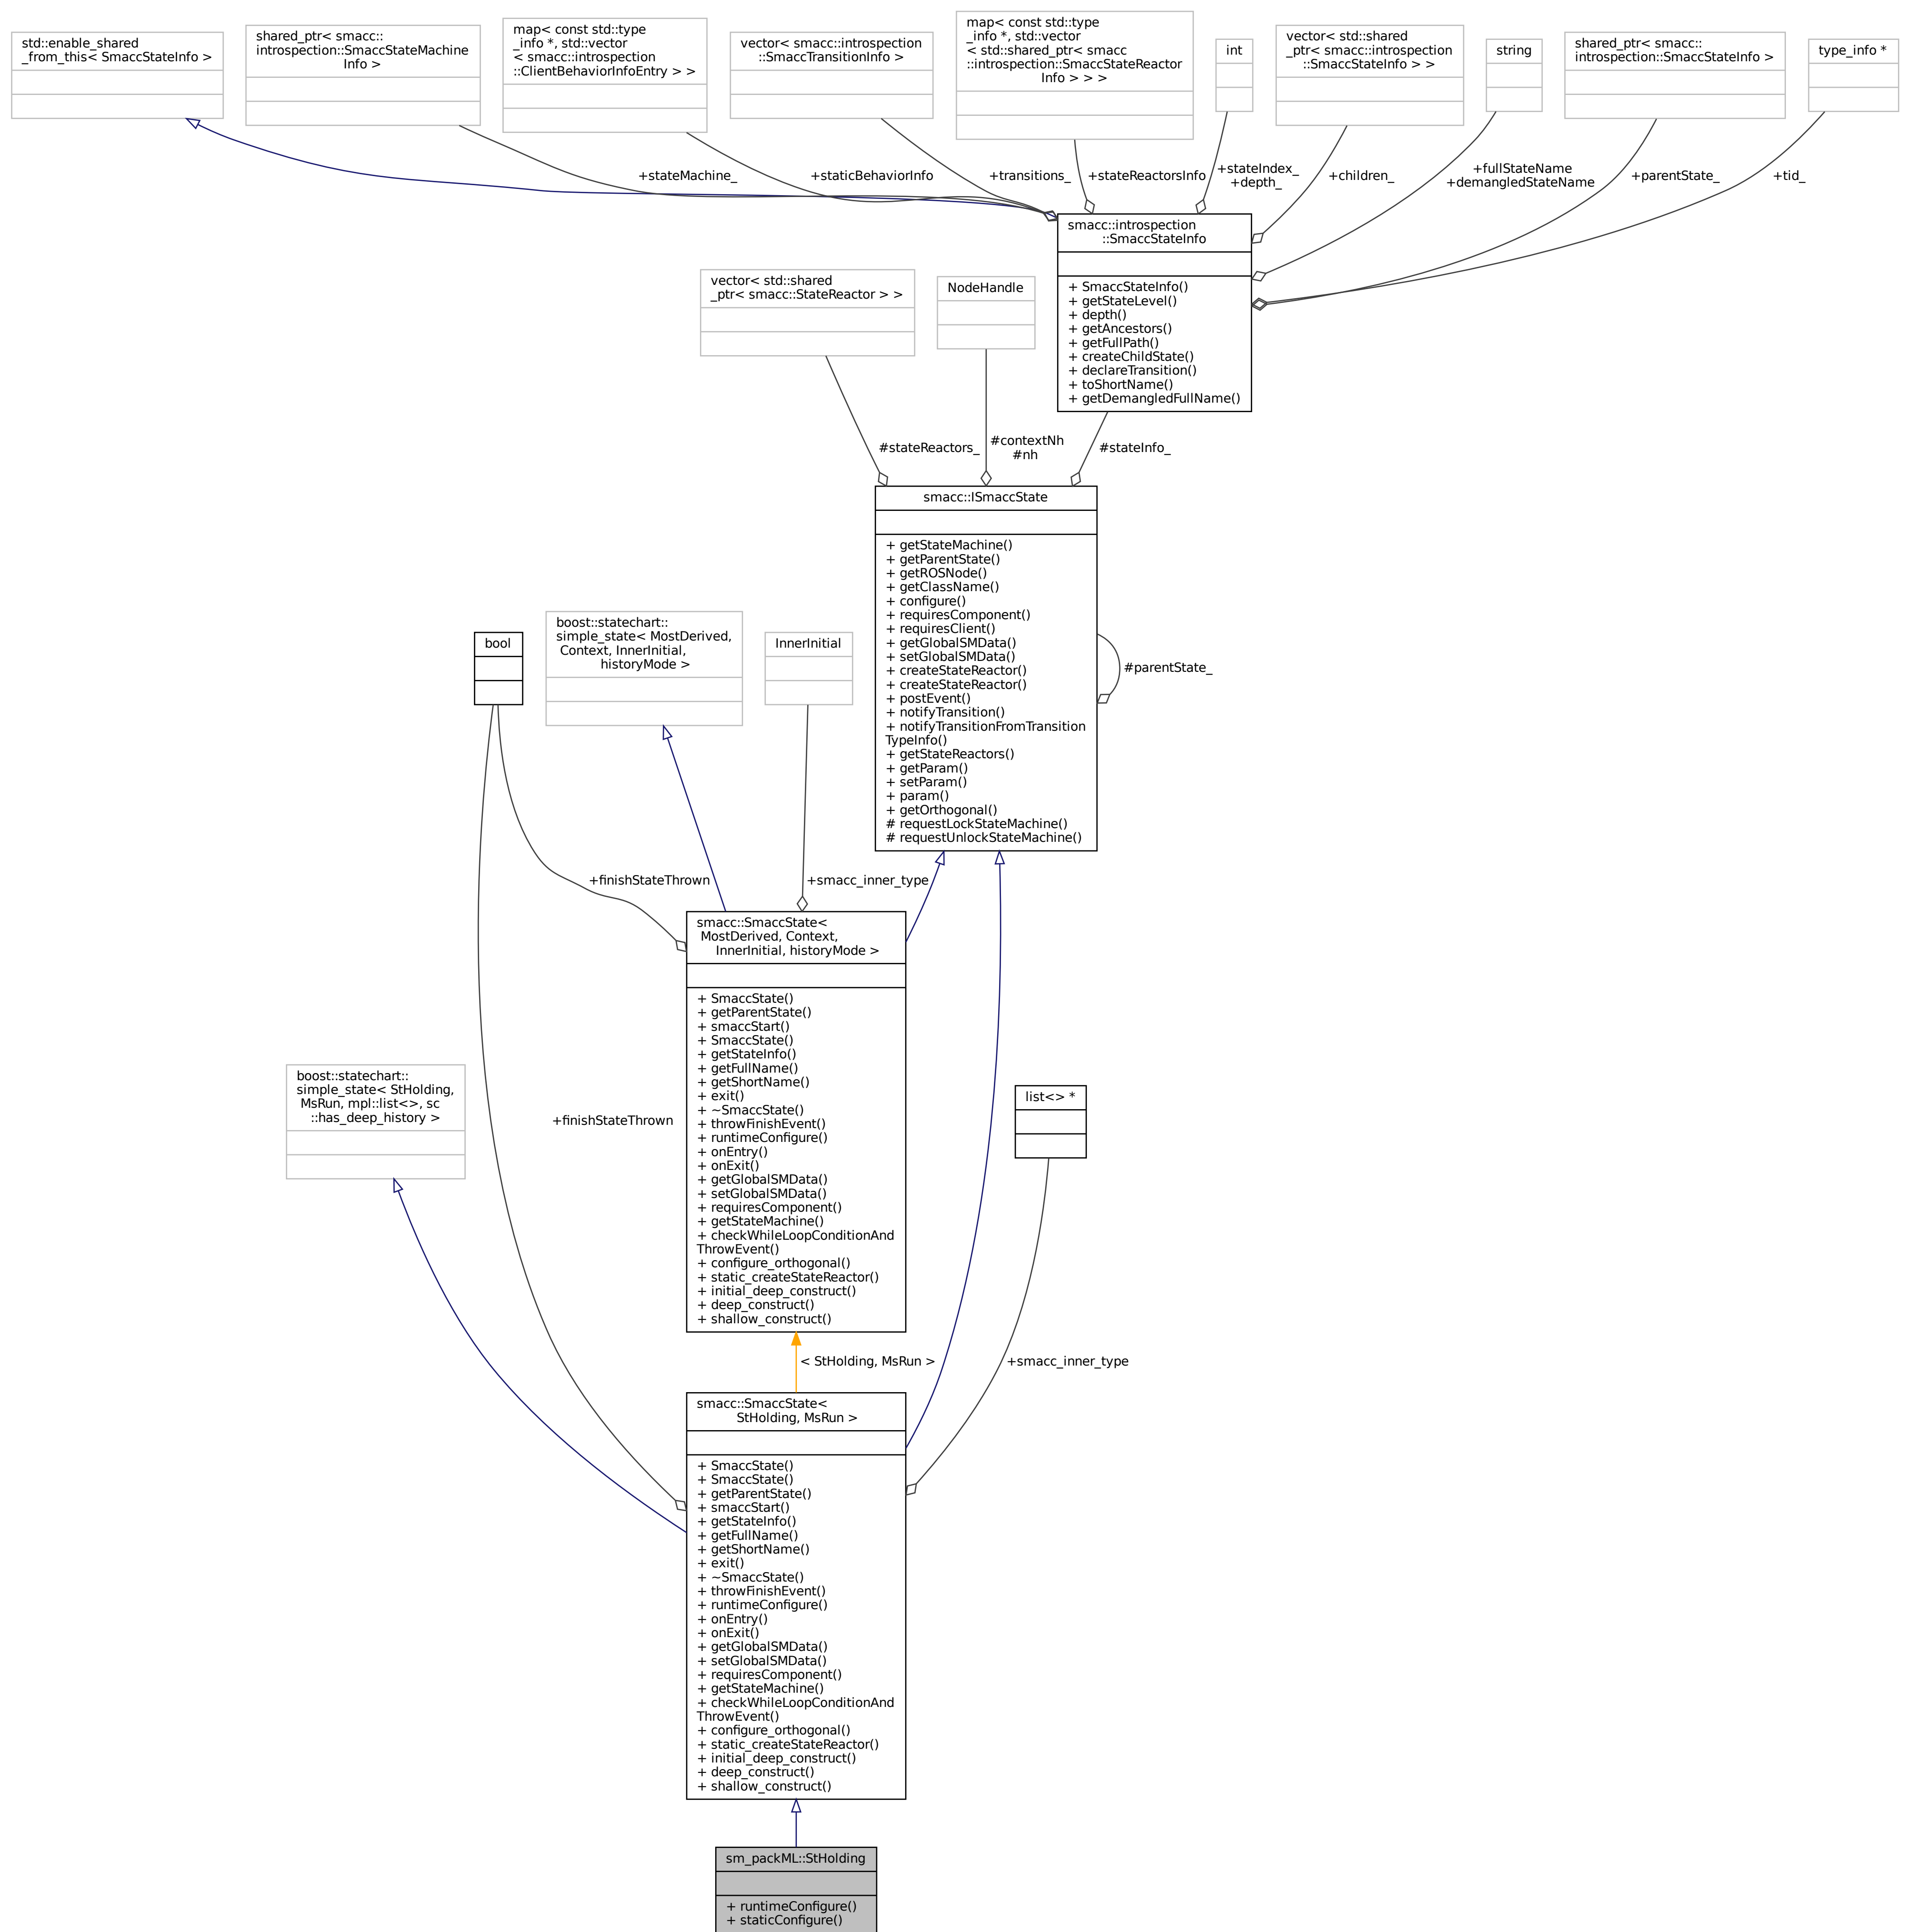 std::enable_shared
_from_this< SmaccStateInfo >
shared_ptr< smacc::
introspection::SmaccStateMachine
Info >
map< const std::type
_info *, std::vector
< smacc::introspection
::ClientBehaviorInfoEntry > >
vector< smacc::introspection
::SmaccTransitionInfo >
map< const std::type
_info *, std::vector
< std::shared_ptr< smacc
::introspection::SmaccStateReactor
Info > > >
int
vector< std::shared
_ptr< smacc::introspection
::SmaccStateInfo > >
string
shared_ptr< smacc::
introspection::SmaccStateInfo >
type_info *
+stateMachine_
+staticBehaviorInfo
+transitions_
+stateReactorsInfo
+stateIndex_
+depth_
+children_
+fullStateName
+demangledStateName
+parentState_
+tid_
smacc::introspection
::SmaccStateInfo
+ SmaccStateInfo()
+ getStateLevel()
+ depth()
+ getAncestors()
+ getFullPath()
+ createChildState()
+ declareTransition()
+ toShortName()
+ getDemangledFullName()
vector< std::shared
_ptr< smacc::StateReactor > >
NodeHandle
#stateReactors_
#contextNh
#nh
#stateInfo_
smacc::ISmaccState
+ getStateMachine()
+ getParentState()
+ getROSNode()
+ getClassName()
+ configure()
+ requiresComponent()
+ requiresClient()
+ getGlobalSMData()
+ setGlobalSMData()
+ createStateReactor()
+ createStateReactor()
+ postEvent()
+ notifyTransition()
+ notifyTransitionFromTransition
TypeInfo()
+ getStateReactors()
+ getParam()
+ setParam()
+ param()
+ getOrthogonal()
# requestLockStateMachine()
# requestUnlockStateMachine()
#parentState_
bool
boost::statechart::
simple_state< MostDerived,
Context, InnerInitial,
historyMode >
InnerInitial
+finishStateThrown
+smacc_inner_type
smacc::SmaccState<
MostDerived, Context,
InnerInitial, historyMode >
+ SmaccState()
+ getParentState()
+ smaccStart()
+ SmaccState()
+ getStateInfo()
+ getFullName()
+ getShortName()
+ exit()
+ ~SmaccState()
+ throwFinishEvent()
+ runtimeConfigure()
+ onEntry()
+ onExit()
+ getGlobalSMData()
+ setGlobalSMData()
+ requiresComponent()
+ getStateMachine()
+ checkWhileLoopConditionAnd
ThrowEvent()
+ configure_orthogonal()
+ static_createStateReactor()
+ initial_deep_construct()
+ deep_construct()
+ shallow_construct()
boost::statechart::
simple_state< StHolding,
MsRun, mpl::list<>, sc
::has_deep_history >
+finishStateThrown
list<> *
< StHolding, MsRun >
+smacc_inner_type
smacc::SmaccState<
StHolding, MsRun >
+ SmaccState()
+ SmaccState()
+ getParentState()
+ smaccStart()
+ getStateInfo()
+ getFullName()
+ getShortName()
+ exit()
+ ~SmaccState()
+ throwFinishEvent()
+ runtimeConfigure()
+ onEntry()
+ onExit()
+ getGlobalSMData()
+ setGlobalSMData()
+ requiresComponent()
+ getStateMachine()
+ checkWhileLoopConditionAnd
ThrowEvent()
+ configure_orthogonal()
+ static_createStateReactor()
+ initial_deep_construct()
+ deep_construct()
+ shallow_construct()
sm_packML::StHolding
+ runtimeConfigure()
+ staticConfigure()